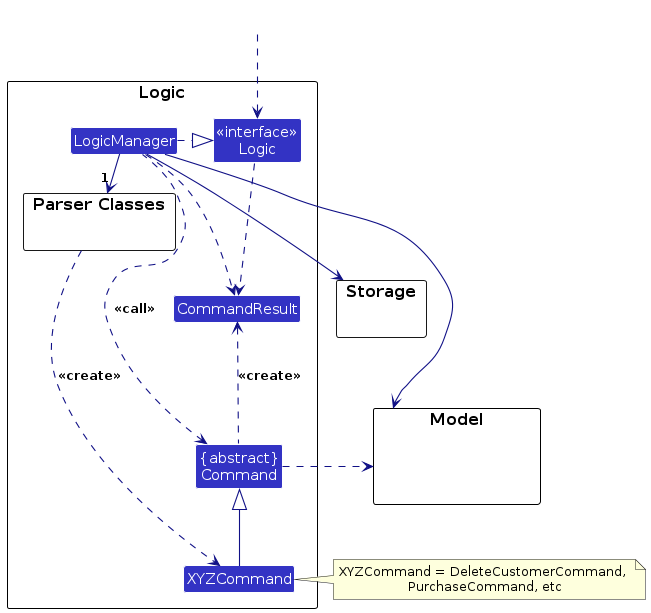 Logic
«interface»
Logic
LogicManager
1
Parser Classes
Storage
CommandResult
«call»
«create»
«create»
Model
{abstract}
Command
XYZCommand
XYZCommand = DeleteCustomerCommand,
PurchaseCommand, etc